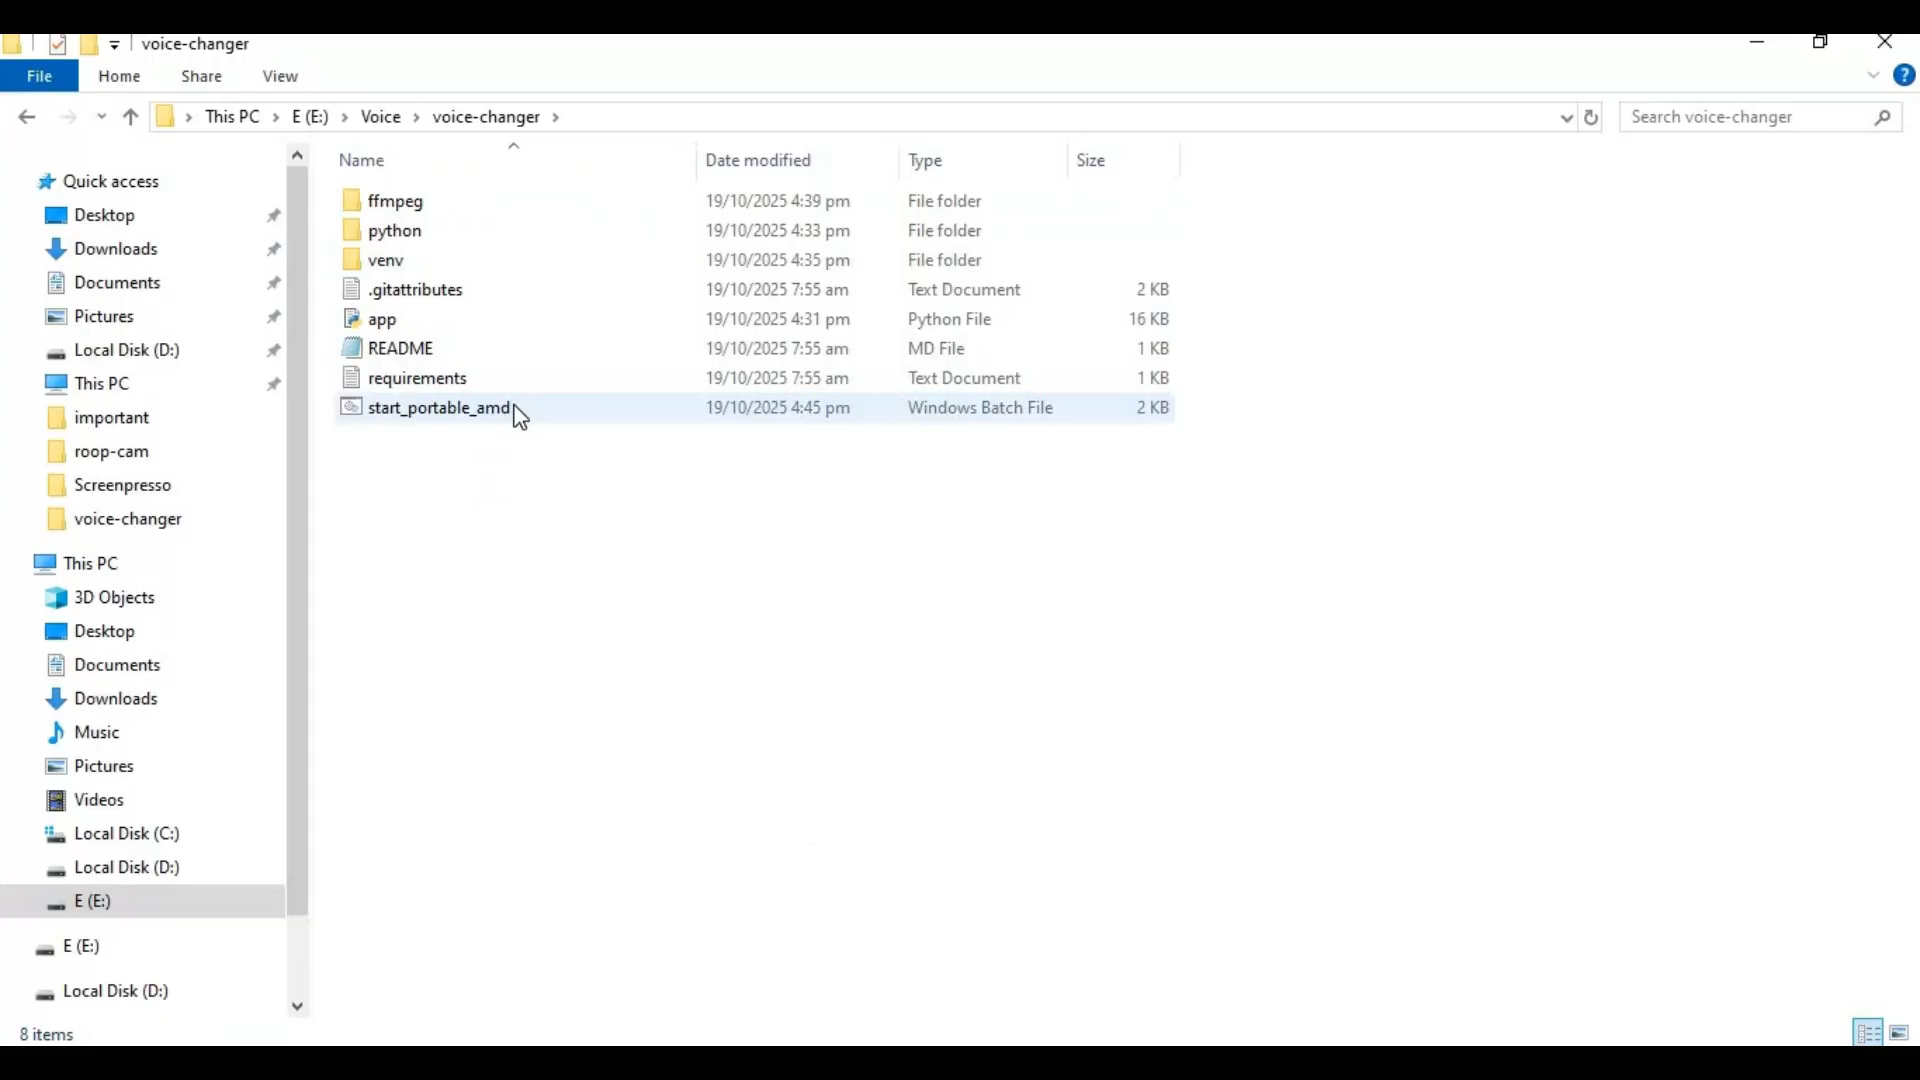 voice-changer
File Home Share View
This PC E (E:) Voice voice-changer
Search voice-changer
Name Date modified Type Size
ffmpeg 19/10/2025 4:39 pm File folder
python 19/10/2025 4:33 pm File folder
venv 19/10/2025 4:35 pm File folder
.gitattributes 19/10/2025 7:55 am Text Document 2 KB
app 19/10/2025 4:31 pm Python File 16 KB
README 19/10/2025 7:55 am MD File 1 KB
requirements 19/10/2025 7:55 am Text Document 1 KB
start_portable_amd 19/10/2025 4:45 pm Windows Batch File 2 KB
Quick access
Desktop
Downloads
Documents
Pictures
Local Disk (D:)
This PC
important
roop-cam
Screenpresso
voice-changer
This PC
3D Objects
Desktop
Documents
Downloads
Music
Pictures
Videos
Local Disk (C:)
Local Disk (D:)
E (E:)
E (E:)
Local Disk (D:)
8 items